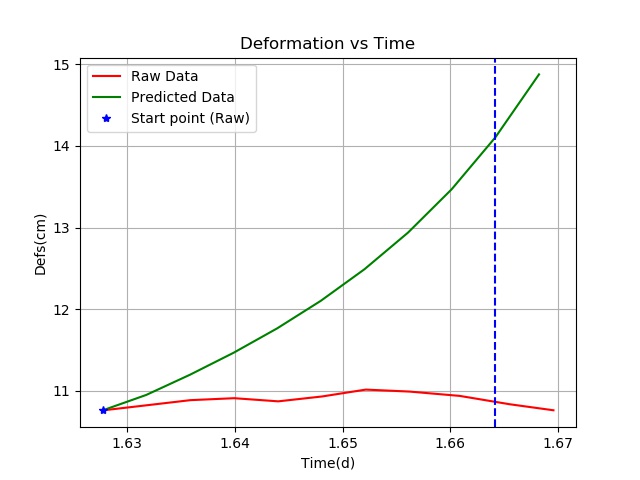 Deformation vs Time
Raw Data
Predicted Data
Start point (Raw)
Defs(cm)
15
14
13
12
11
1.63 1.64 1.65 1.66 1.67
Time(d)